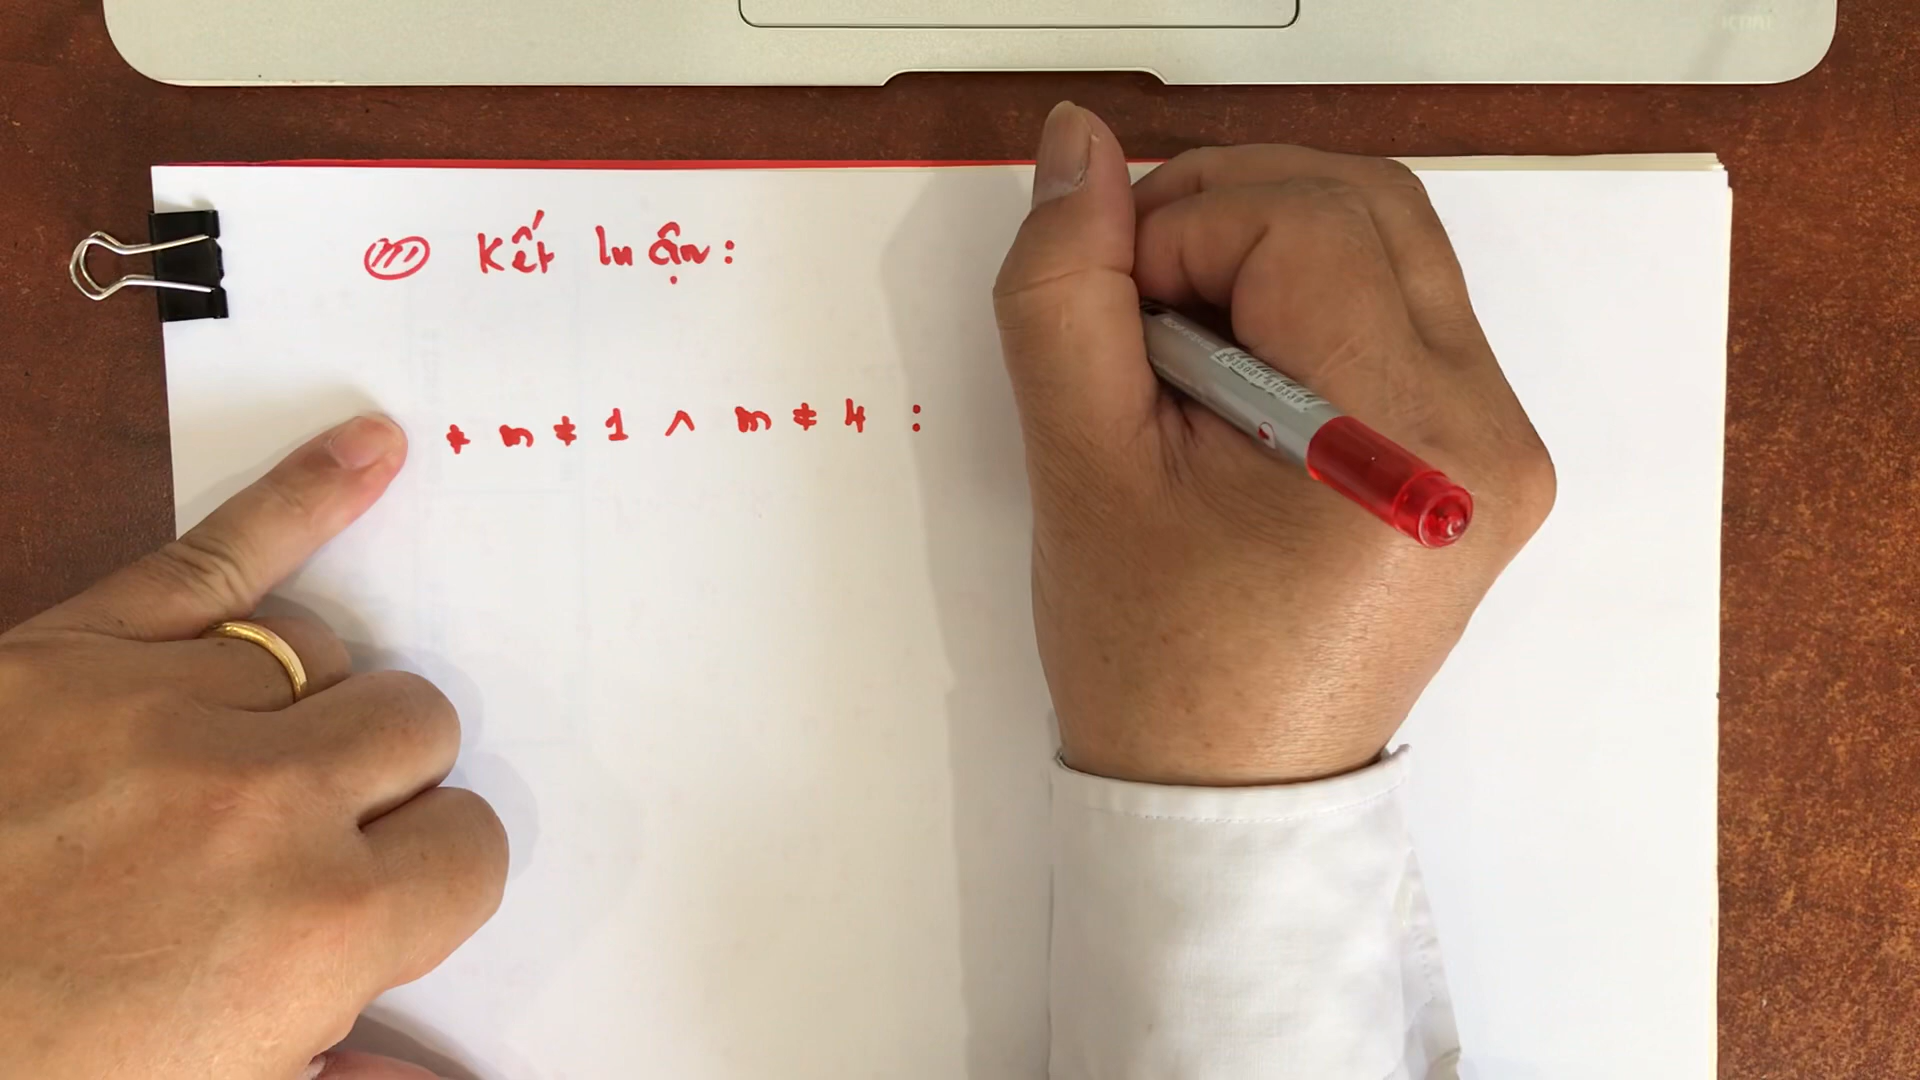 Kết luận:
* m ≠ 1 ∧ m ≠ 4 :